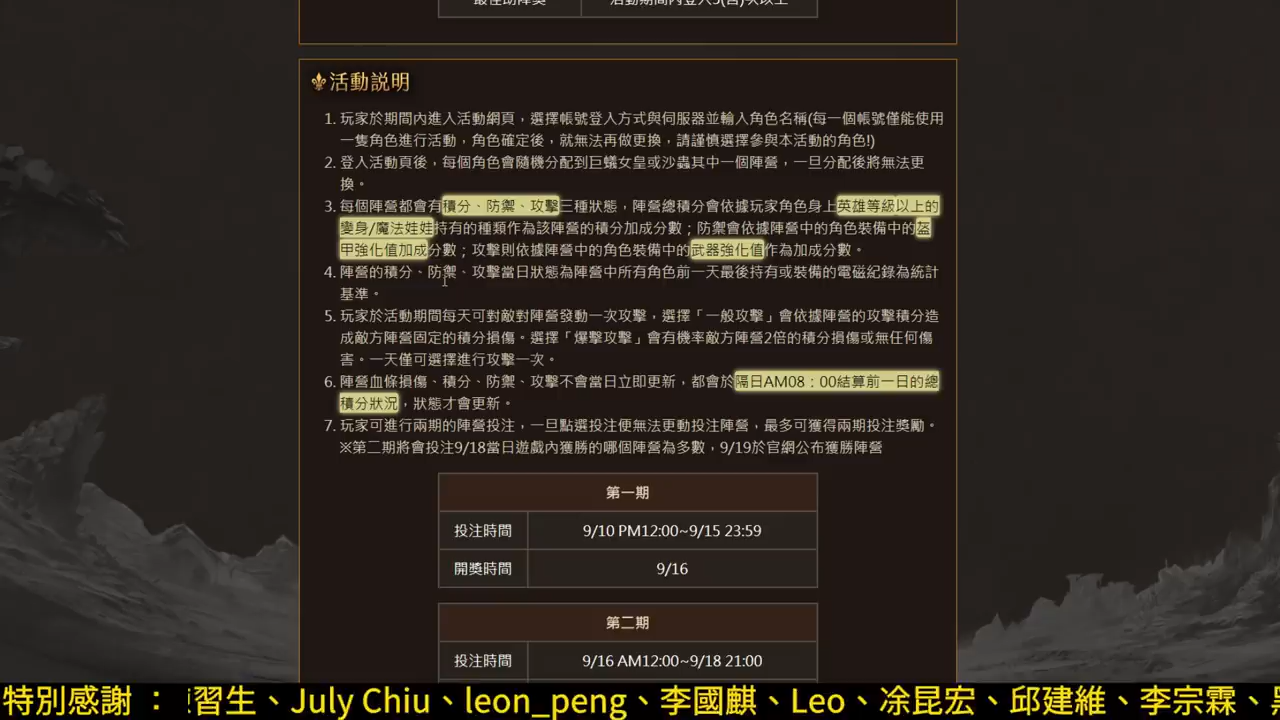 最佳助陣獎 活動期間內登入5(含)次以上
活動說明
1. 玩家於期間內進入活動網頁，選擇帳號登入方式與伺服器並輸入角色名稱(每一個帳號僅能使用
一隻角色進行活動，角色確定後，就無法再做更換，請謹慎選擇參與本活動的角色!)
2. 登入活動頁後，每個角色會隨機分配到巨蟻女皇或沙蟲其中一個陣營，一旦分配後將無法更
換。
3. 每個陣營都會有積分、防禦、攻擊三種狀態，陣營總積分會依據玩家角色身上英雄等級以上的
變身/魔法娃娃持有的種類作為該陣營的積分加成分數；防禦會依據陣營中的角色裝備中的盔
甲強化值加成分數；攻擊則依據陣營中的角色裝備中的武器強化值作為加成分數。
4. 陣營的積分、防禦、攻擊當日狀態為陣營中所有角色前一天最後持有或裝備的電磁紀錄為統計
基準。
5. 玩家於活動期間每天可對敵對陣營發動一次攻擊，選擇「一般攻擊」會依據陣營的攻擊積分造
成敵方陣營固定的積分損傷。選擇「爆擊攻擊」會有機率敵方陣營2倍的積分損傷或無任何傷
害。一天僅可選擇進行攻擊一次。
6. 陣營血條損傷、積分、防禦、攻擊不會當日立即更新，都會於隔日AM08：00結算前一日的總
積分狀況，狀態才會更新。
7. 玩家可進行兩期的陣營投注，一旦點選投注便無法更動投注陣營，最多可獲得兩期投注獎勵。
※第二期將會投注9/18當日遊戲內獲勝的哪個陣營為多數，9/19於官網公布獲勝陣營
第一期
投注時間 9/10 PM12:00~9/15 23:59
開獎時間 9/16
第二期
投注時間 9/16 AM12:00~9/18 21:00
特別感謝 ： 習生、July Chiu、leon_peng、李國麒、Leo、凃昆宏、邱建維、李宗霖、